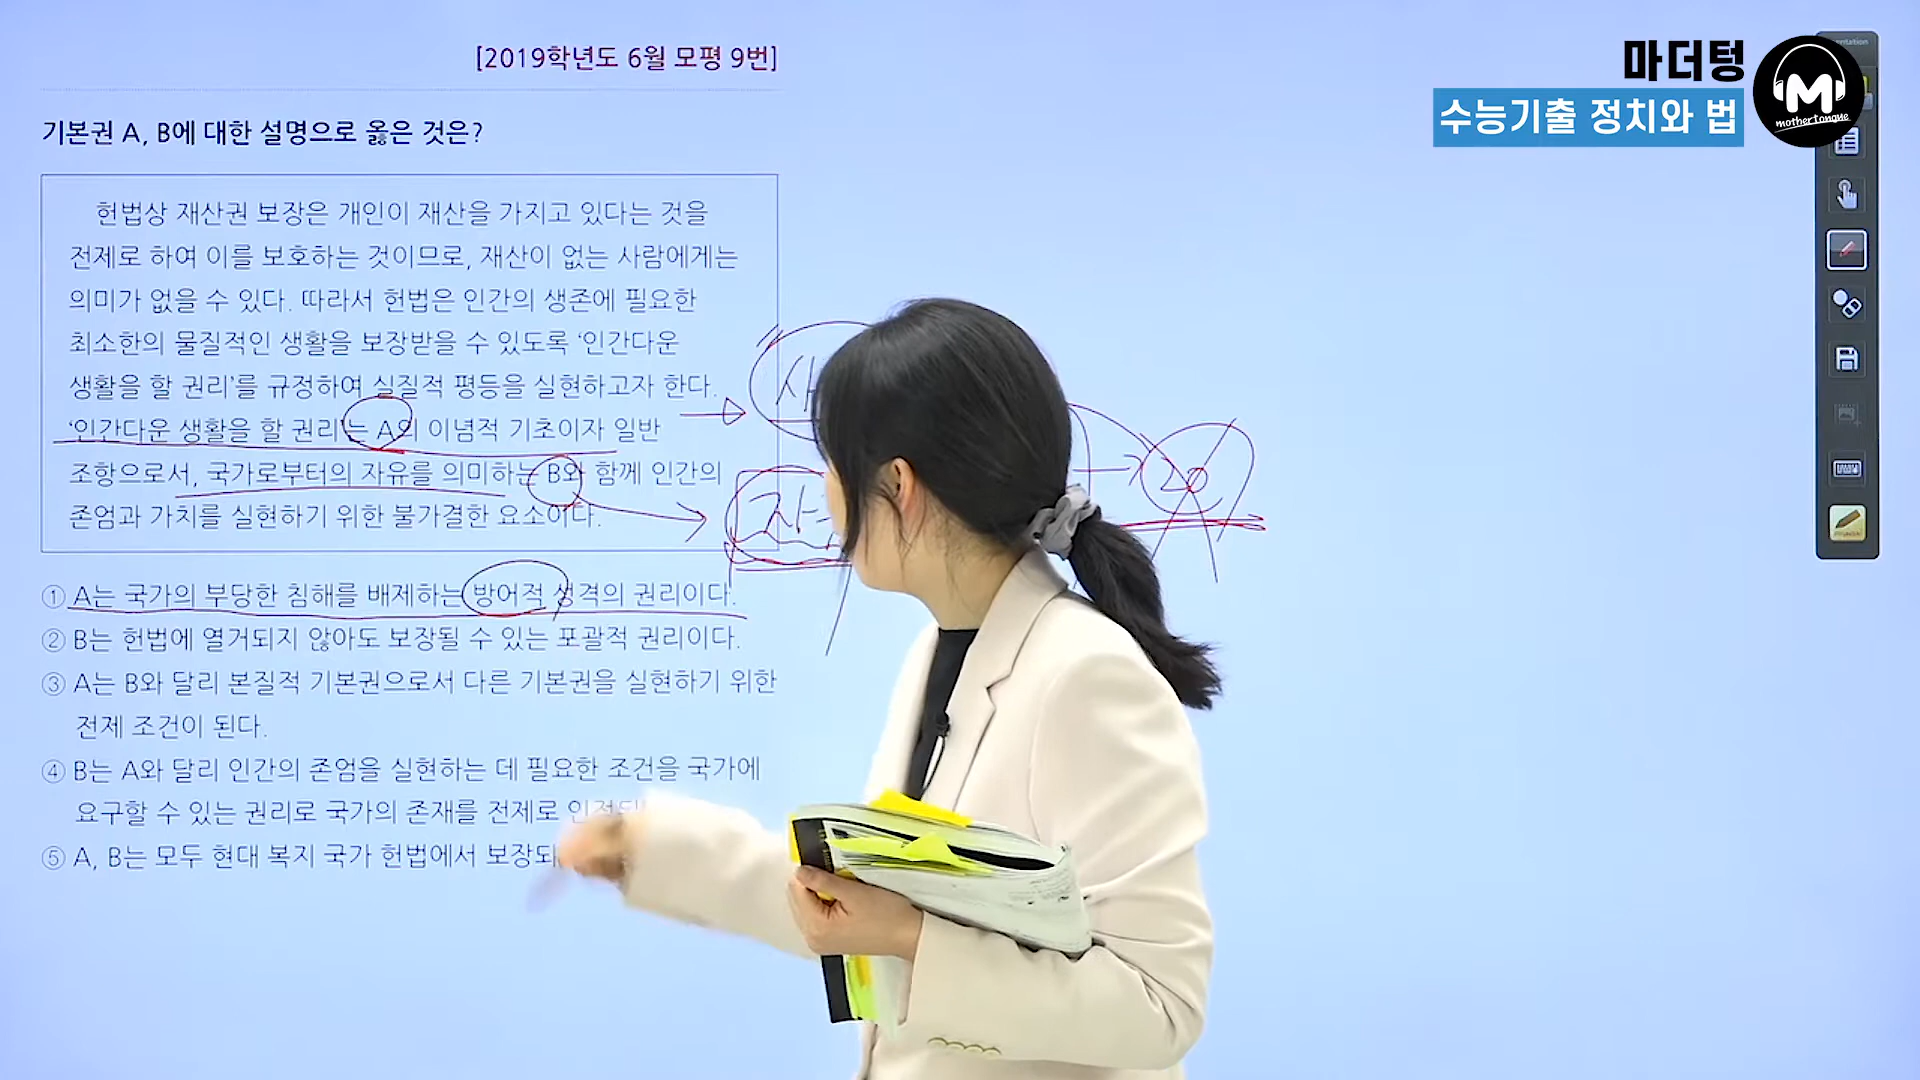 [2019학년도 6월 모평 9번]
마더텅
수능기출 정치와 법
mothertongue
기본권 A, B에 대한 설명으로 옳은 것은?
헌법상 재산권 보장은 개인이 재산을 가지고 있다는 것을
전제로 하여 이를 보호하는 것이므로, 재산이 없는 사람에게는
의미가 없을 수 있다. 따라서 헌법은 인간의 생존에 필요한
최소한의 물질적인 생활을 보장받을 수 있도록 ‘인간다운
생활을 할 권리’를 규정하여 실질적 평등을 실현하고자 한다.
‘인간다운 생활을 할 권리’는 A의 이념적 기초이자 일반
조항으로서, 국가로부터의 자유를 의미하는 B와 함께 인간의
존엄과 가치를 실현하기 위한 불가결한 요소이다.
사
자
20
① A는 국가의 부당한 침해를 배제하는 방어적 성격의 권리이다.
② B는 헌법에 열거되지 않아도 보장될 수 있는 포괄적 권리이다.
③ A는 B와 달리 본질적 기본권으로서 다른 기본권을 실현하기 위한
전제 조건이 된다.
④ B는 A와 달리 인간의 존엄을 실현하는 데 필요한 조건을 국가에
요구할 수 있는 권리로 국가의 존재를 전제로
⑤ A, B는 모두 현대 복지 국가 헌법에서